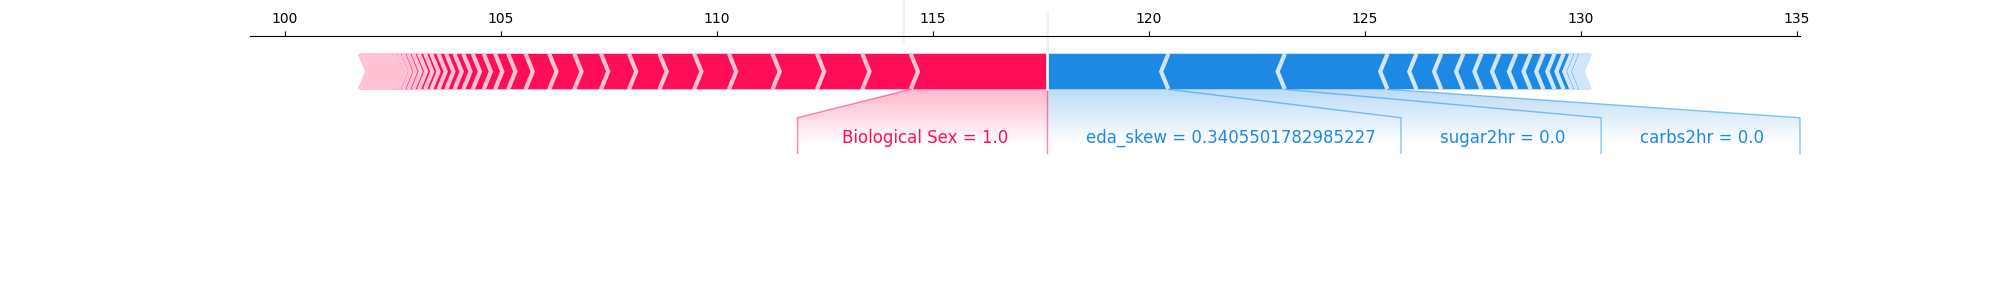 100 105 110 115 120 125 130 135
Biological Sex = 1.0 eda_skew = 0.3405501782985227 sugar2hr = 0.0 carbs2hr = 0.0